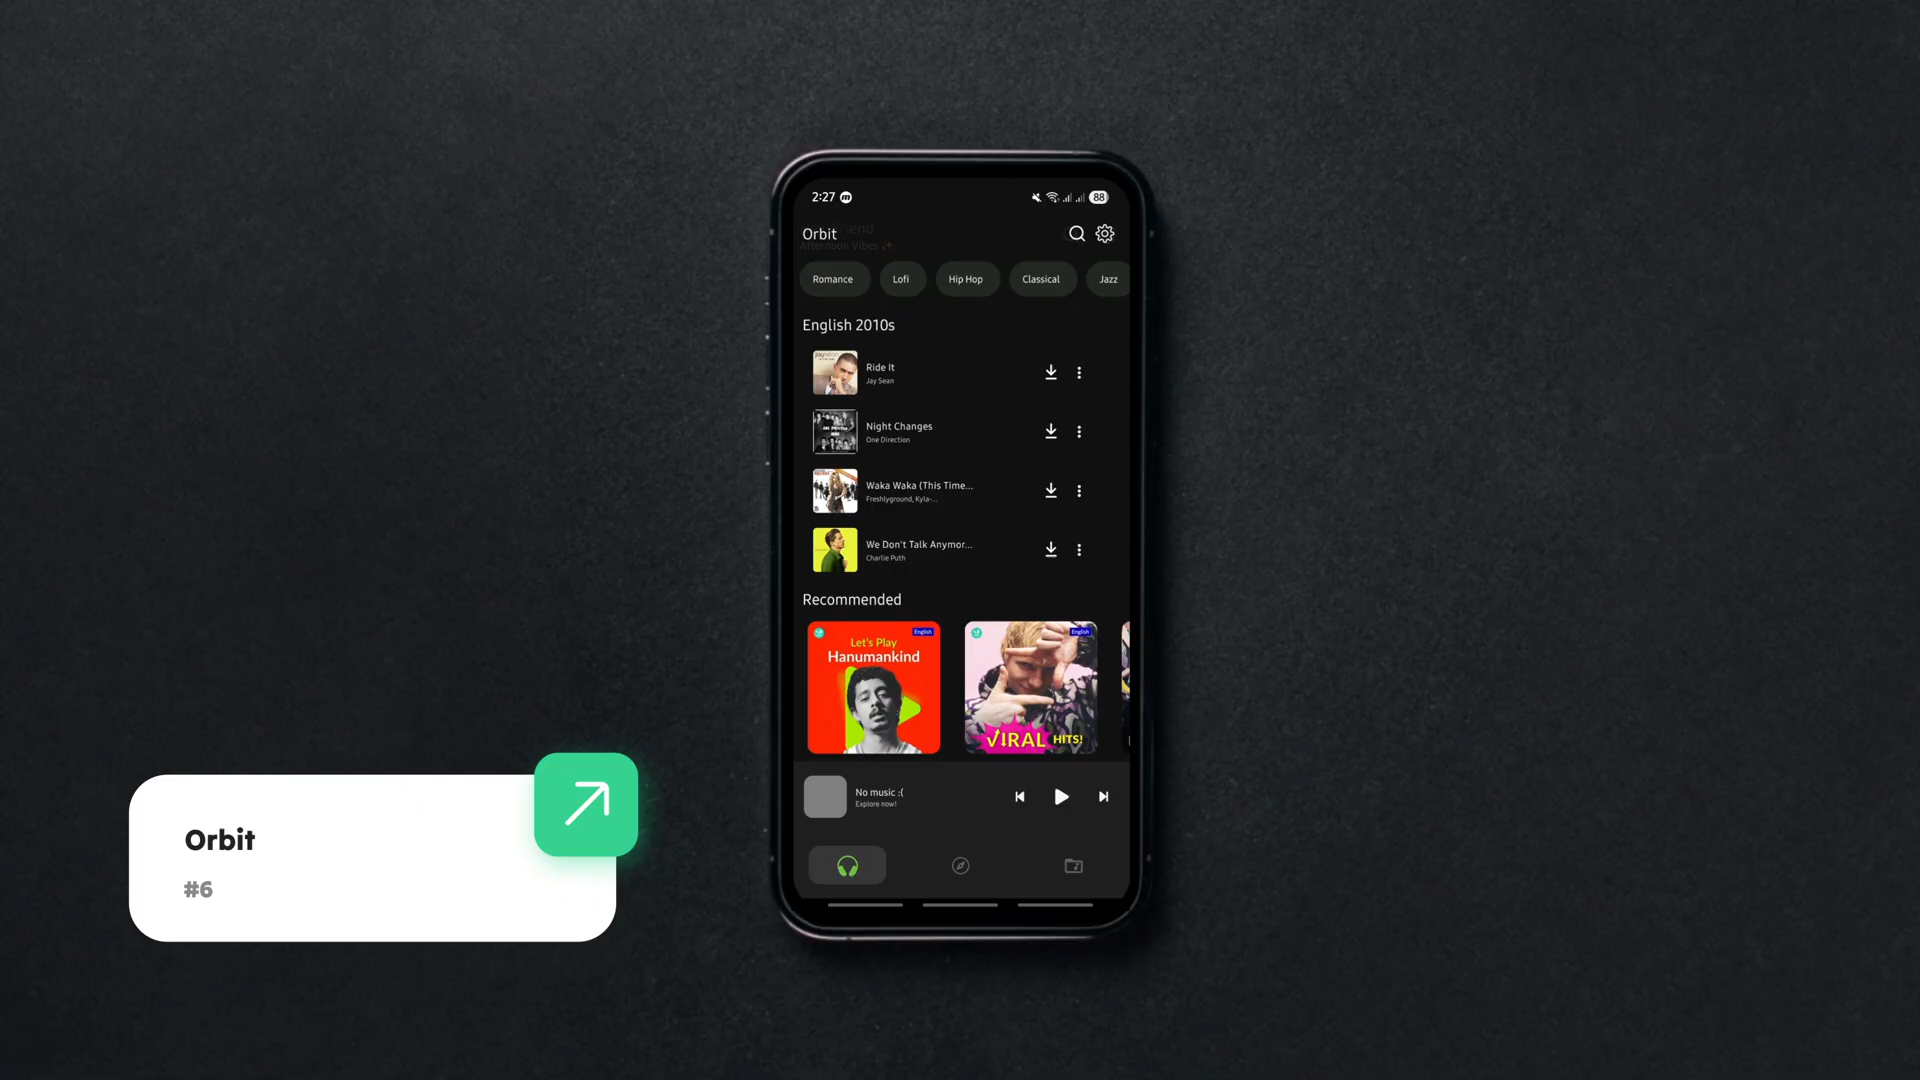 2:27
88
Orbit
Afternoon Vibes
Romance
Lofi
Hip Hop
Classical
Jazz
English 2010s
Ride It
Jay Sean
Night Changes
One Direction
Waka Waka (This Time...
Freshlyground, Kyla-...
We Don't Talk Anymor...
Charlie Puth
Recommended
English
Let's Play
Hanumankind
English
VIRAL HITS!
No music :(
Explore now!
Orbit
#6